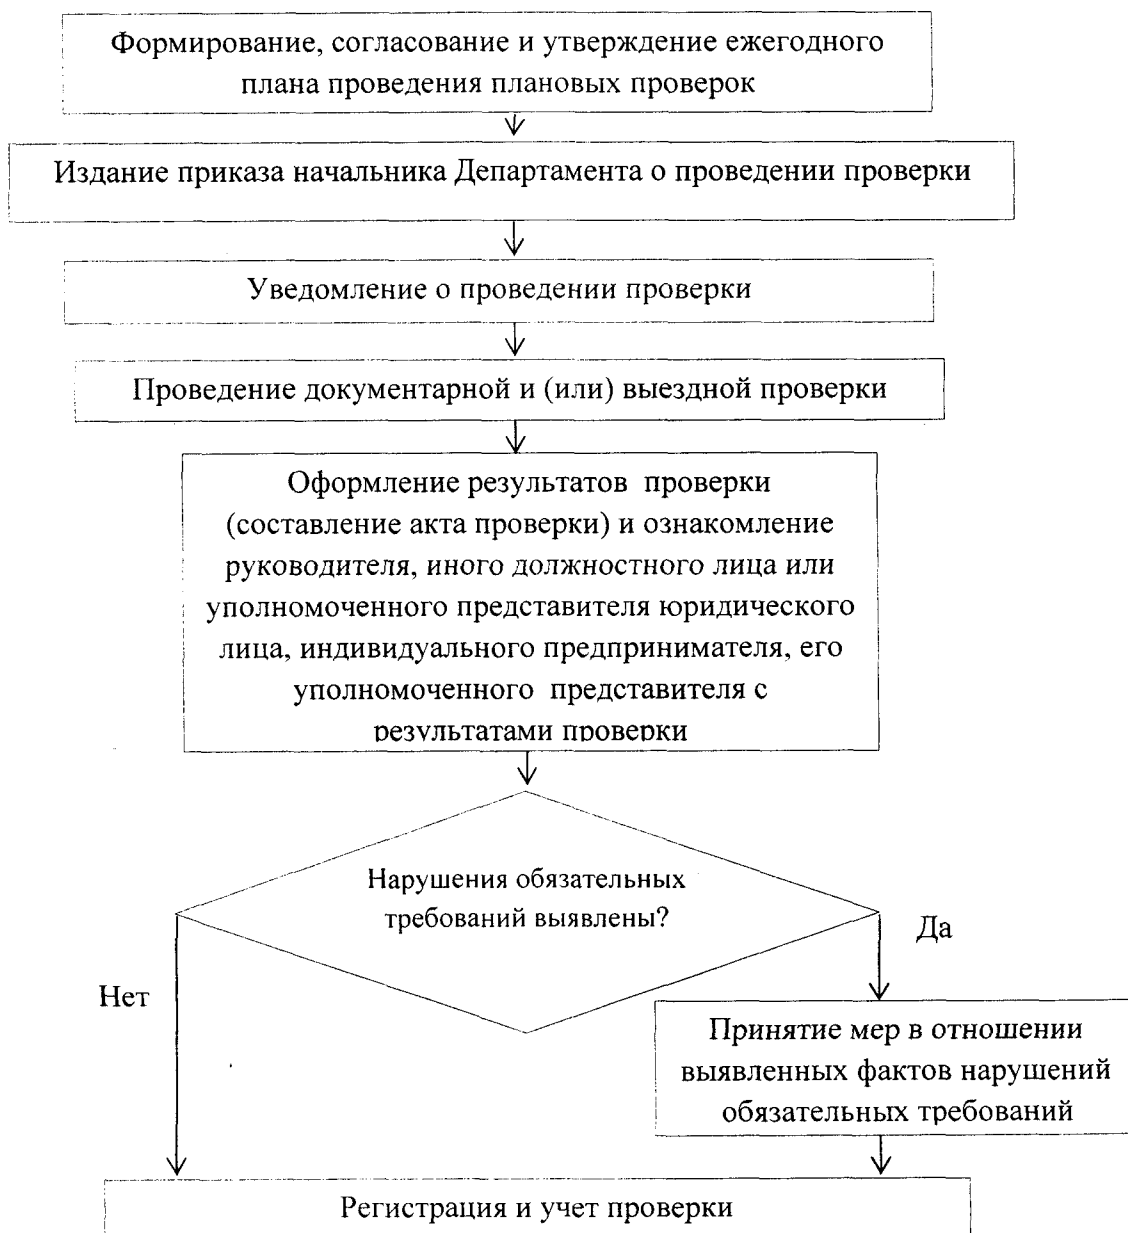 Формирование, согласование и утверждение ежегодного
плана проведения плановых проверок
Издание приказа начальника Департамента о проведении проверки
Уведомление о проведении проверки
Проведение документарной и (или) выездной проверки
Оформление результатов проверки
(составление акта проверки) и ознакомление
руководителя, иного должностного лица или
уполномоченного представителя юридического
лица, индивидуального предпринимателя, его
уполномоченного представителя с
результатами проверки
Нарушения обязательных
требований выявлены?
Да
Нет
Принятие мер в отношении
выявленных фактов нарушений
обязательных требований
Регистрация и учет проверки